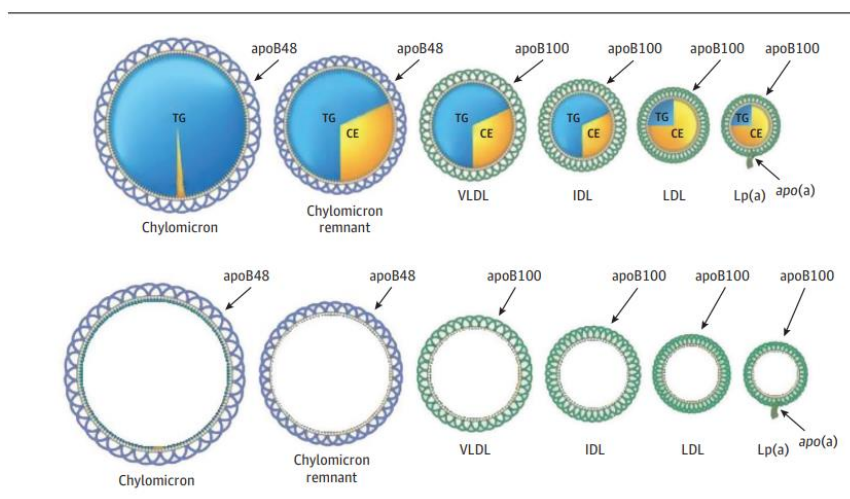 apoB48
apoB48
apoB100
apoB100
apoB100
apoB100
TG
TG
CE
TG
CE
TG
CE
TG
CE
TG
CE
Chylomicron
Chylomicron
remnant
VLDL
IDL
LDL
Lp(a)
apo(a)
apoB48
apoB48
apoB100
apoB100
apoB100
apoB100
Chylomicron
Chylomicron
remnant
VLDL
IDL
LDL
Lp(a)
apo(a)